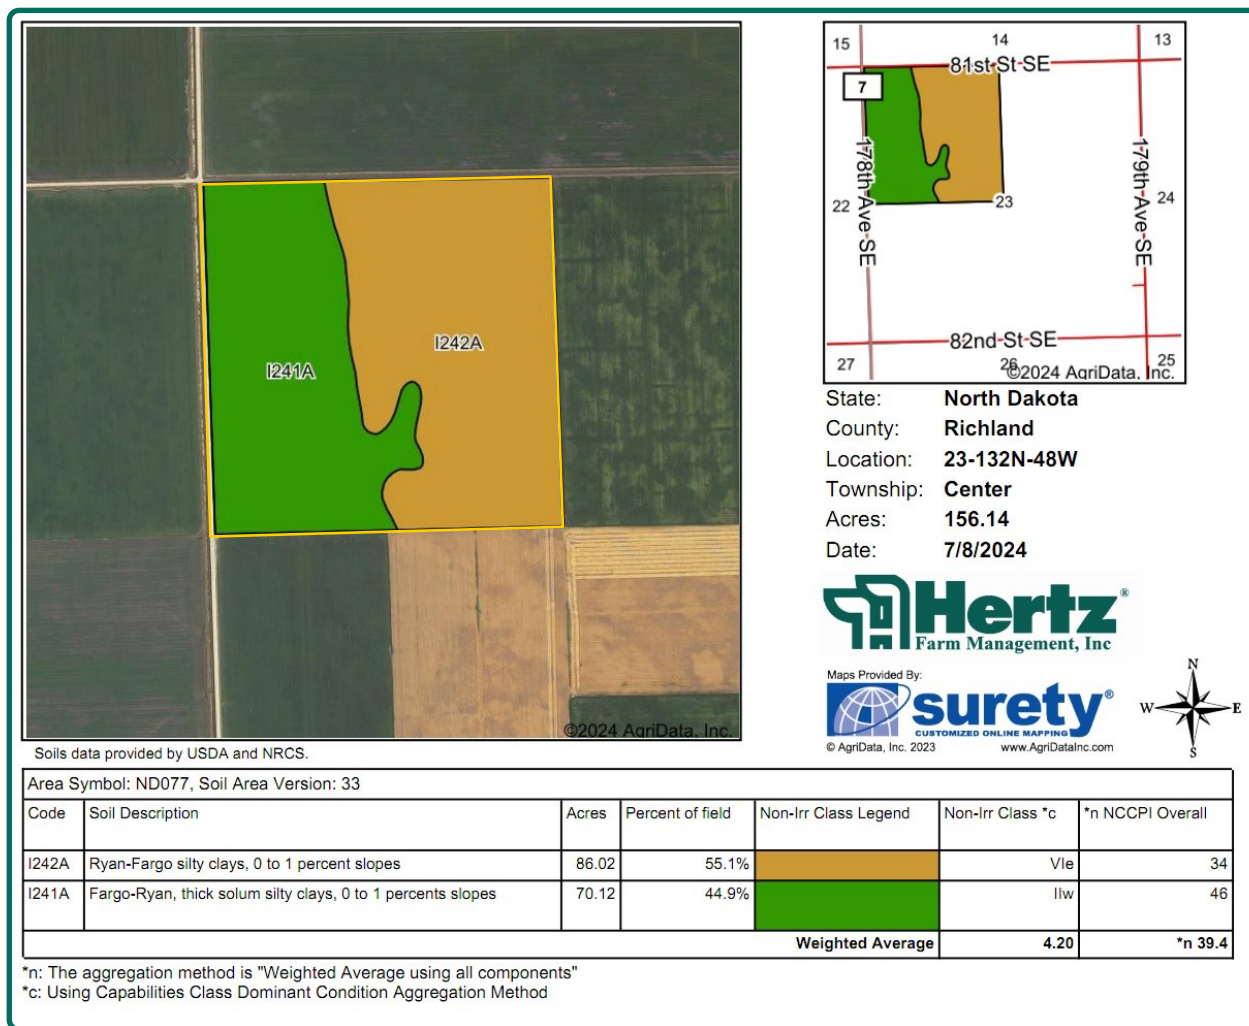 I241A
I242A
©2024 AgriData, Inc.
15
14
13
81st St SE
7
178th Ave SE
179th Ave SE
22
23
24
82nd St SE
27
26
25
©2024 AgriData, Inc.
State: North Dakota
County: Richland
Location: 23-132N-48W
Township: Center
Acres: 156.14
Date: 7/8/2024
Hertz®
Farm Management, Inc
Maps Provided By:
surety®
CUSTOMIZED ONLINE MAPPING
© AgriData, Inc. 2023 www.AgriDataInc.com
N
W E
S
Soils data provided by USDA and NRCS.
Area Symbol: ND077, Soil Area Version: 33
Code Soil Description Acres Percent of field Non-Irr Class Legend Non-Irr Class *c *n NCCPI Overall
I242A Ryan-Fargo silty clays, 0 to 1 percent slopes 86.02 55.1% VIe 34
I241A Fargo-Ryan, thick solum silty clays, 0 to 1 percents slopes 70.12 44.9% IIw 46
Weighted Average 4.20 *n 39.4
*n: The aggregation method is "Weighted Average using all components"
*c: Using Capabilities Class Dominant Condition Aggregation Method